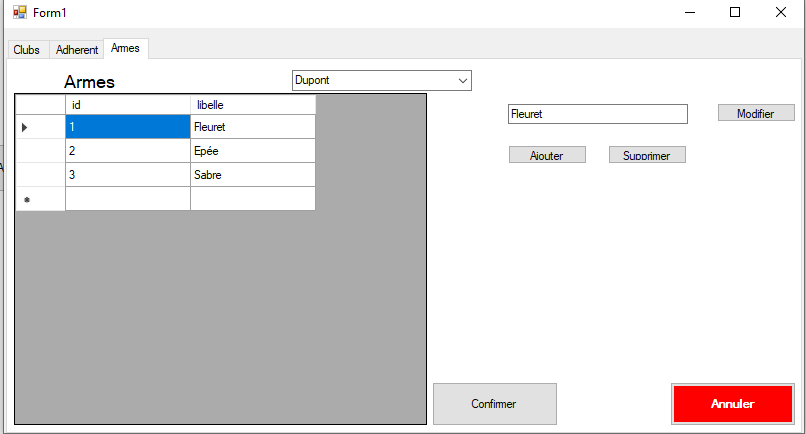 Form1
Clubs Adherent Armes
Armes Dupont
id libelle
1 Fleuret
2 Epée
3 Sabre
Fleuret Modifier
Ajouter Supprimer
Confirmer Annuler